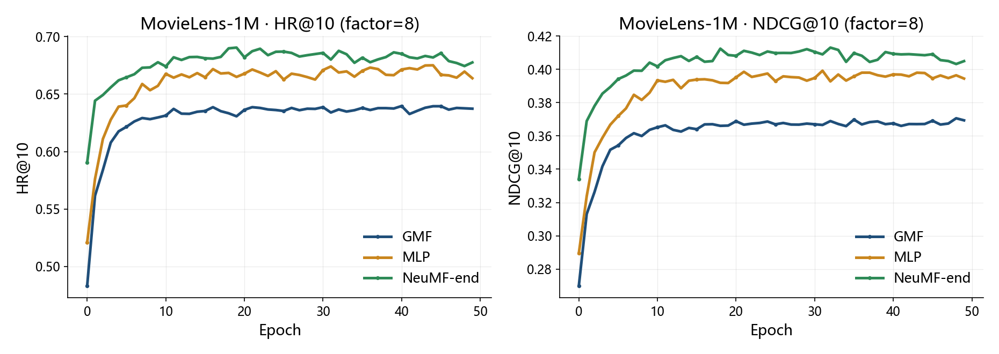 MovieLens-1M · HR@10 (factor=8)
0.70
0.65
0.60
0.55
0.50
HR@10
GMF
MLP
NeuMF-end
0 10 20 30 40 50
Epoch
MovieLens-1M · NDCG@10 (factor=8)
0.42
0.40
0.38
0.36
0.34
0.32
0.30
0.28
NDCG@10
GMF
MLP
NeuMF-end
0 10 20 30 40 50
Epoch